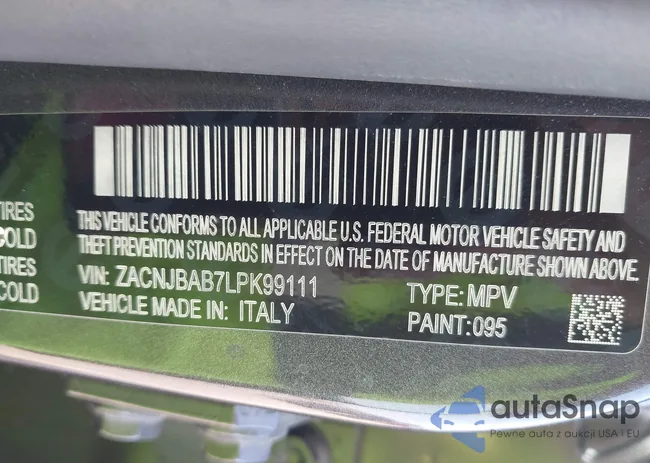 TIRES
COLD
TIRES
COLD
THIS VEHICLE CONFORMS TO ALL APPLICABLE U.S. FEDERAL MOTOR VEHICLE SAFETY AND
THEFT PREVENTION STANDARDS IN EFFECT ON THE DATE OF MANUFACTURE SHOWN ABOVE.
VIN: ZACNJBAB7LPK99111
TYPE: MPV
VEHICLE MADE IN: ITALY
PAINT: 095
autaSnap
Pewne auta z aukcji USA i EU